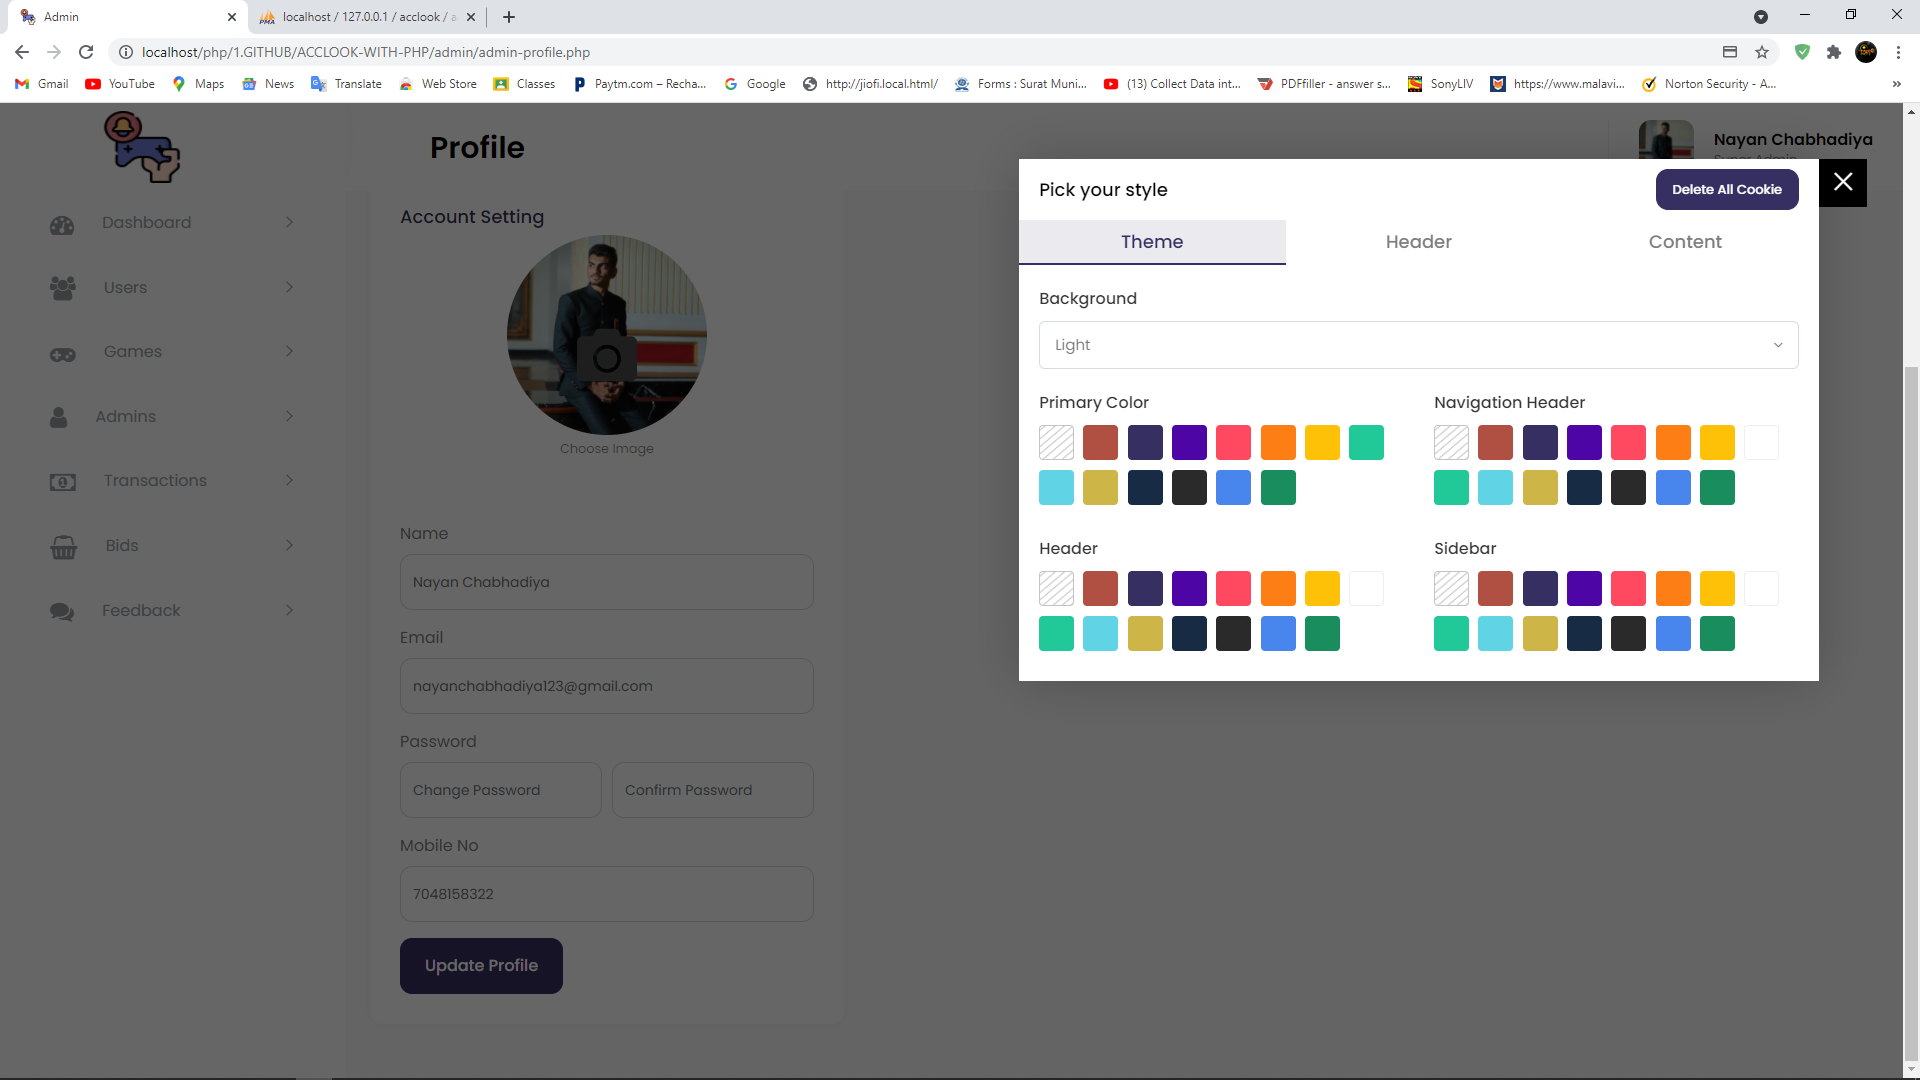 Admin
localhost / 127.0.0.1 / acclook / a
localhost/php/1.GITHUB/ACCLOOK-WITH-PHP/admin/admin-profile.php
Gmail
YouTube
Maps
News
Translate
Web Store
Classes
Paytm.com – Recha...
Google
http://jiofi.local.html/
Forms : Surat Muni...
(13) Collect Data int...
PDFfiller - answer s...
SonyLIV
https://www.malavi...
Norton Security - A...
»
Profile
Nayan Chabhadiya
Super Admin
Dashboard
Users
Games
Admins
Transactions
Bids
Feedback
Account Setting
Choose Image
Name
Nayan Chabhadiya
Email
nayanchabhadiya123@gmail.com
Password
Change Password
Confirm Password
Mobile No
7048158322
Update Profile
Pick your style
Delete All Cookie
Theme
Header
Content
Background
Light
Primary Color
Navigation Header
Header
Sidebar